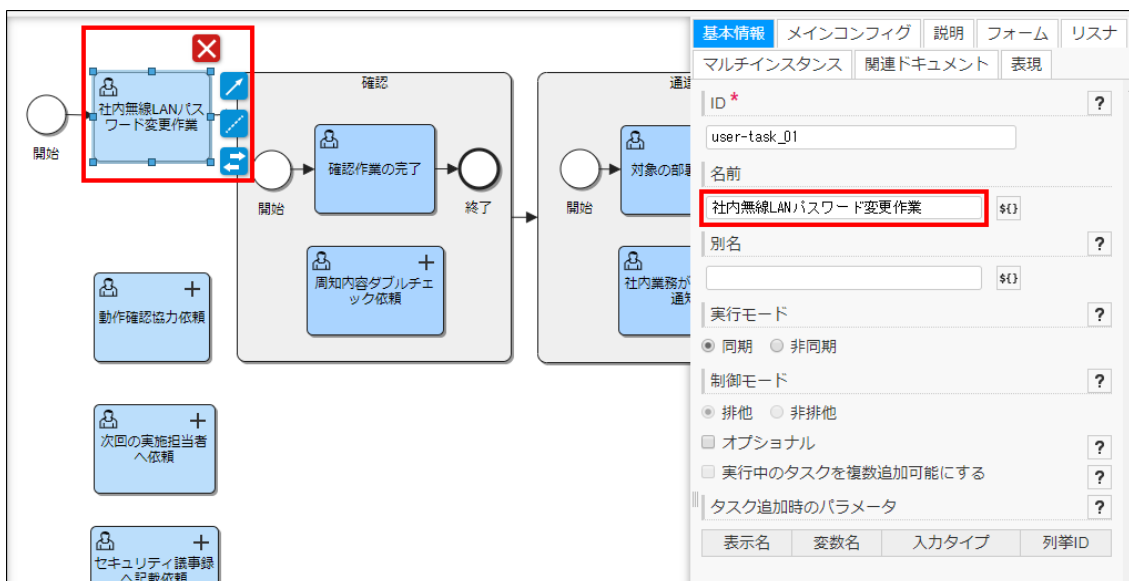 社内無線LANパス
ワード変更作業
開始
確認
開始
確認作業の完了
終了
周知内容ダブルチェ
ック依頼
開始
対象の部
社内業務が
通知
動作確認協力依頼
次回の実施担当者
へ依頼
セキュリティ議事録
へ記載依頼
基本情報 メインコンフィグ 説明 フォーム リスナ
マルチインスタンス 関連ドキュメント 表現
ID * ?
user-task_01
名前
社内無線LANパスワード変更作業 ${}
別名 ?
${}
実行モード ?
同期 非同期
制御モード ?
排他 非排他
オプショナル ?
実行中のタスクを複数追加可能にする ?
タスク追加時のパラメータ ?
表示名 変数名 入力タイプ 列挙ID